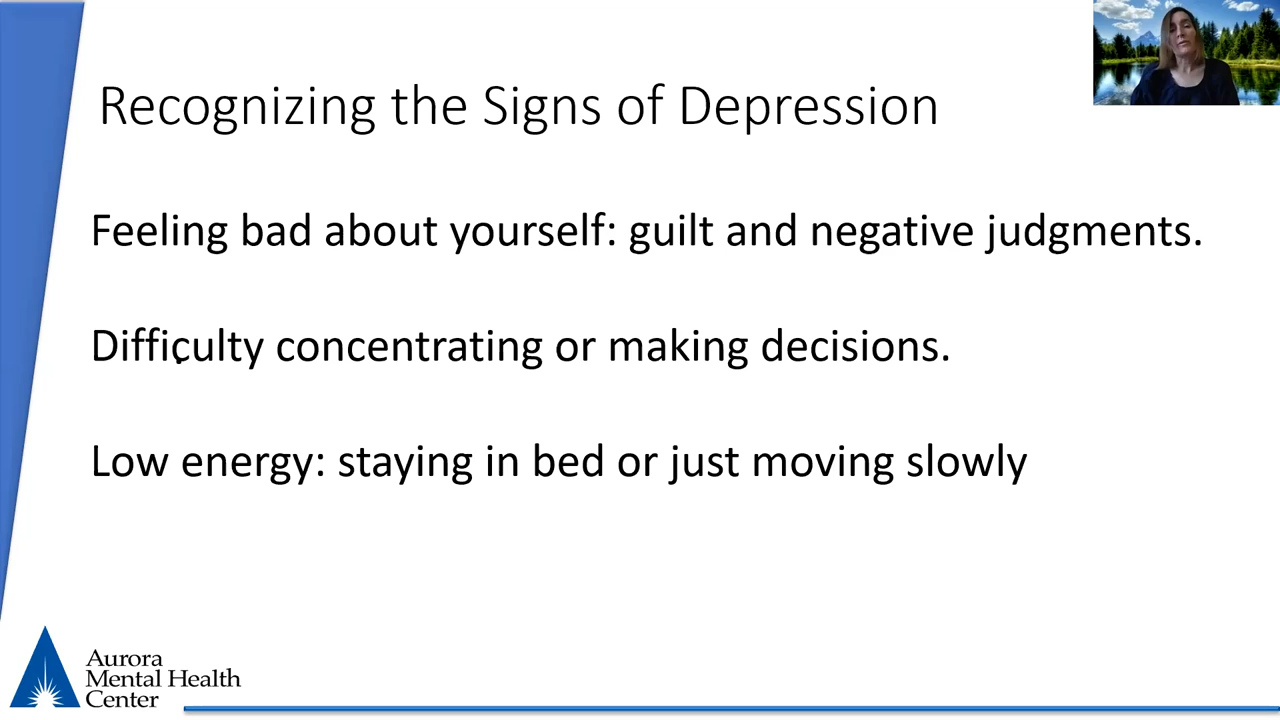 Recognizing the Signs of Depression
Feeling bad about yourself: guilt and negative judgments.
Difficulty concentrating or making decisions.
Low energy: staying in bed or just moving slowly
Aurora
Mental Health
Center